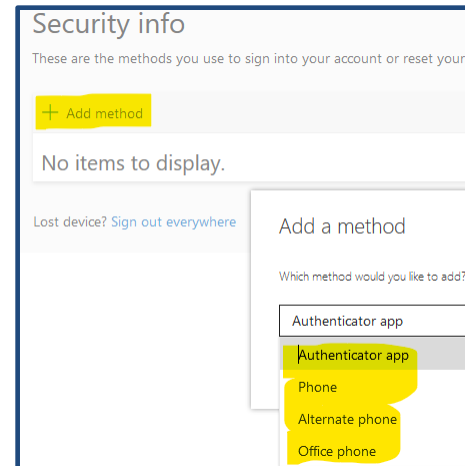 Security info
These are the methods you use to sign into your account or reset your
+ Add method
No items to display.
Lost device? Sign out everywhere
Add a method
Which method would you like to add?
Authenticator app
Authenticator app
Phone
Alternate phone
Office phone